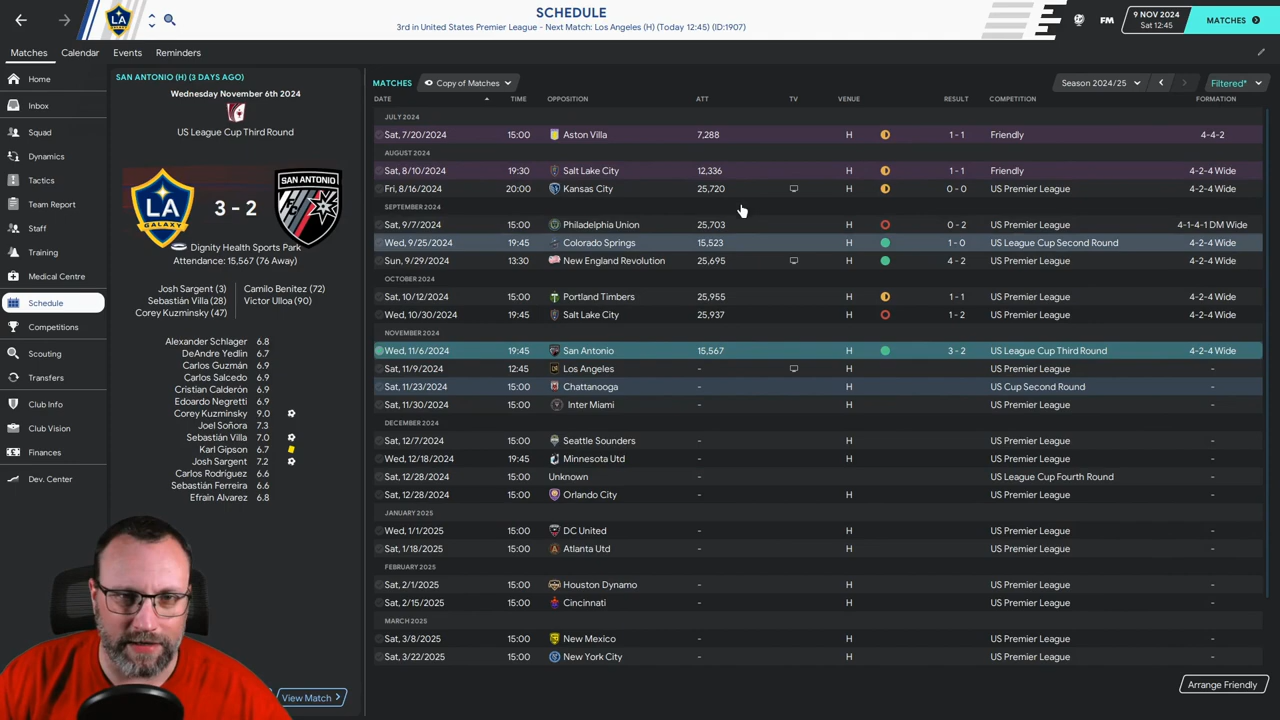 SCHEDULE
3rd in United States Premier League - Next Match: Los Angeles (H) (Today 12:45) (ID:1907)
FM
9 NOV 2024
Sat 12:45
MATCHES
Matches Calendar Events Reminders
Home
Inbox
Squad
Dynamics
Tactics
Team Report
Staff
Training
Medical Centre
Schedule
Competitions
Scouting
Transfers
Club Info
Club Vision
Finances
Dev. Center
SAN ANTONIO (H) (3 DAYS AGO)
Wednesday November 6th 2024
US League Cup Third Round
LA
GALAXY
3 - 2
SAN ANTONIO
Dignity Health Sports Park
Attendance: 15,567 (76 Away)
Josh Sargent (3) Camilo Benitez (72)
Sebastián Villa (28) Victor Ulloa (90)
Corey Kuzminsky (47)
Alexander Schlager 6.8
DeAndre Yedlin 6.7
Carlos Guzmán 6.9
Carlos Salcedo 6.9
Cristian Calderón 6.9
Edoardo Negretti 6.9
Corey Kuzminsky 9.0
Joel Soñora 7.3
Sebastián Villa 7.0
Karl Gipson 6.7
Josh Sargent 7.2
Carlos Rodríguez 6.6
Sebastián Ferreira 6.6
Efrain Alvarez 6.8
View Match
MATCHES Copy of Matches Season 2024/25 Filtered*
DATE TIME OPPOSITION ATT TV VENUE RESULT COMPETITION FORMATION
JULY 2024
Sat, 7/20/2024 15:00 Aston Villa 7,288 H 1 - 1 Friendly 4-4-2
AUGUST 2024
Sat, 8/10/2024 19:30 Salt Lake City 12,336 H 1 - 1 Friendly 4-2-4 Wide
Fri, 8/16/2024 20:00 Kansas City 25,720 H 0 - 0 US Premier League 4-2-4 Wide
SEPTEMBER 2024
Sat, 9/7/2024 15:00 Philadelphia Union 25,703 H 0 - 2 US Premier League 4-1-4-1 DM Wide
Wed, 9/25/2024 19:45 Colorado Springs 15,523 H 1 - 0 US League Cup Second Round 4-2-4 Wide
Sun, 9/29/2024 13:30 New England Revolution 25,695 H 4 - 2 US Premier League 4-2-4 Wide
OCTOBER 2024
Sat, 10/12/2024 15:00 Portland Timbers 25,955 H 1 - 1 US Premier League 4-2-4 Wide
Wed, 10/30/2024 19:45 Salt Lake City 25,937 H 1 - 2 US Premier League 4-2-4 Wide
NOVEMBER 2024
Wed, 11/6/2024 19:45 San Antonio 15,567 H 3 - 2 US League Cup Third Round 4-2-4 Wide
Sat, 11/9/2024 12:45 Los Angeles - H - US Premier League -
Sat, 11/23/2024 15:00 Chattanooga - H - US Cup Second Round -
Sat, 11/30/2024 15:00 Inter Miami - H - US Premier League -
DECEMBER 2024
Sat, 12/7/2024 15:00 Seattle Sounders - H - US Premier League -
Wed, 12/18/2024 19:45 Minnesota Utd - H - US Premier League -
Sat, 12/28/2024 15:00 Unknown - - US League Cup Fourth Round -
Sat, 12/28/2024 15:00 Orlando City - H - US Premier League -
JANUARY 2025
Wed, 1/1/2025 15:00 DC United - H - US Premier League -
Sat, 1/18/2025 15:00 Atlanta Utd - H - US Premier League -
FEBRUARY 2025
Sat, 2/1/2025 15:00 Houston Dynamo - H - US Premier League -
Sat, 2/15/2025 15:00 Cincinnati - H - US Premier League -
MARCH 2025
Sat, 3/8/2025 15:00 New Mexico - H - US Premier League -
Sat, 3/22/2025 15:00 New York City - H - US Premier League -
Arrange Friendly